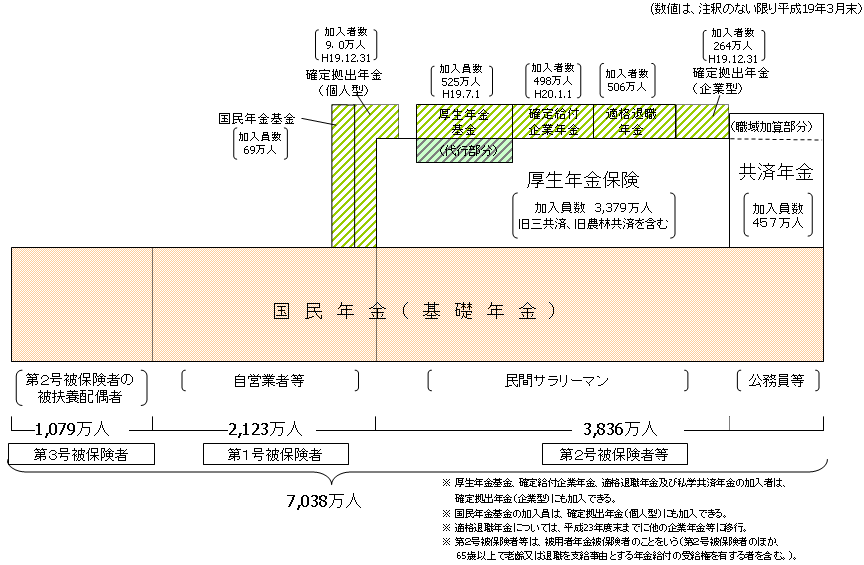 (数値は、注釈のない限り平成19年3月末)
加入者数
9.0万人
H19.12.31
確定拠出年金
(個人型)
国民年金基金
加入員数
69万人
加入員数
525万人
H19.7.1
厚生年金
基金
(代行部分)
加入者数
498万人
H20.1.1
確定給付
企業年金
加入者数
506万人
適格退職
年金
加入者数
264万人
H19.12.31
確定拠出年金
(企業型)
(職域加算部分)
厚生年金保険
加入員数 3,379万人
旧三共済、旧農林共済を含む
共済年金
加入員数
457万人
国民年金(基礎年金)
第2号被保険者の
被扶養配偶者
自営業者等
民間サラリーマン
公務員等
1,079万人
2,123万人
3,836万人
第3号被保険者
第1号被保険者
第2号被保険者等
7,038万人
※ 厚生年金基金、確定給付企業年金、適格退職年金及び私学共済年金の加入者は、
確定拠出年金(企業型)にも加入できる。
※ 国民年金基金の加入員は、確定拠出年金(個人型)にも加入できる。
※ 適格退職年金については、平成23年度末までに他の企業年金等に移行。
※ 第2号被保険者等は、被用者年金被保険者のことをいう(第2号被保険者のほか、
65歳以上で老齢又は退職を支給事由とする年金給付の受給権を有する者を含む。)。